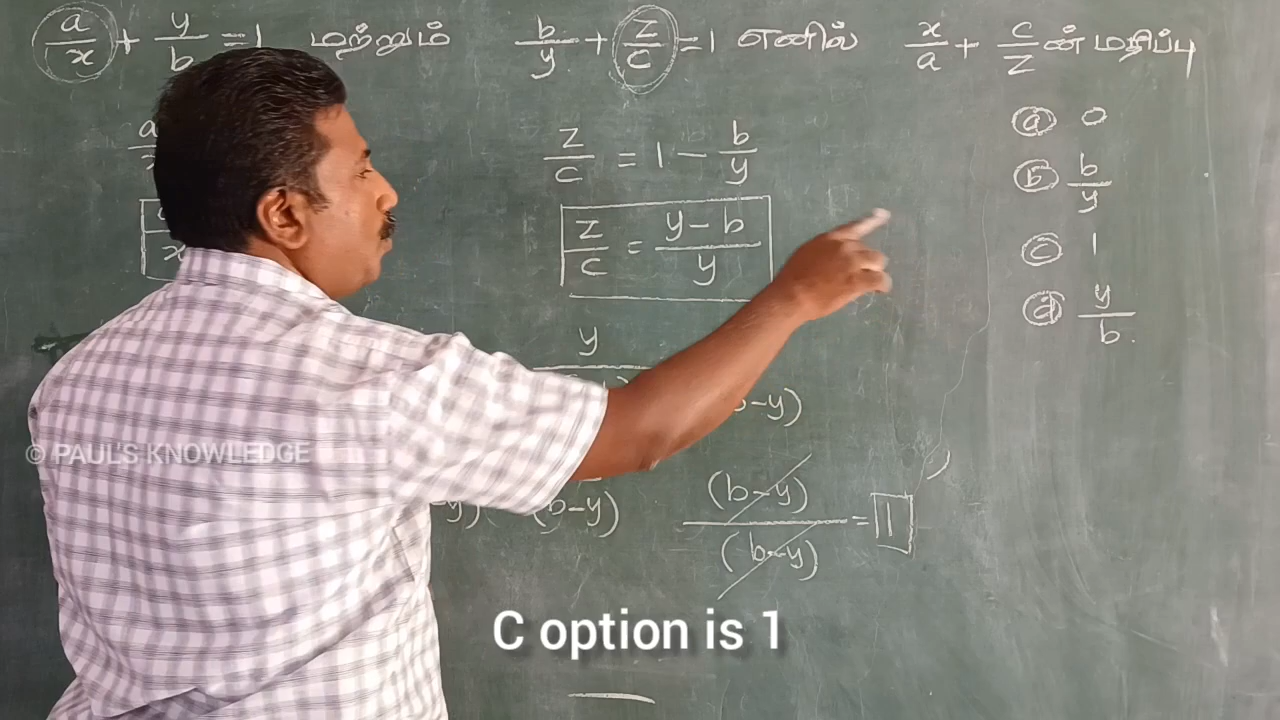 a/x + y/b = 1 மற்றும் b/y + z/c = 1 எனில் x/a + c/z ன் மதிப்பு
z/c = 1 − b/y
z/c = y−b/y
y
−y)
(b−y)
(b−y)/(b−y) = 1
ⓐ 0
ⓑ b/y
ⓒ 1
ⓓ y/b.
© PAUL'S KNOWLEDGE
C option is 1